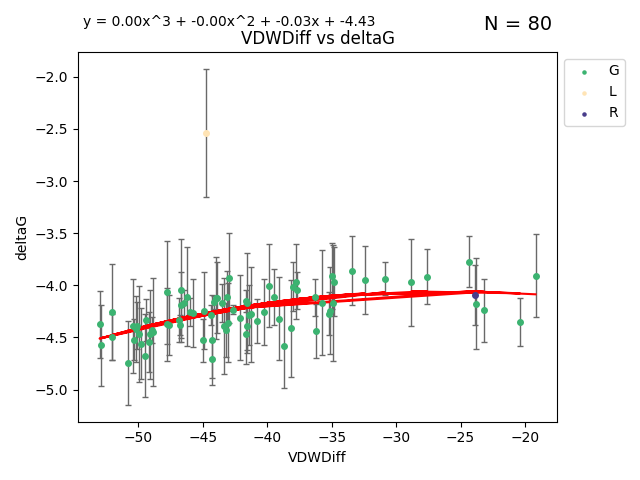 y = 0.00x^3 + -0.00x^2 + -0.03x + -4.43
N = 80
VDWDiff vs deltaG
G
L
R
−2.0
−2.5
−3.0
−3.5
−4.0
−4.5
−5.0
deltaG
−50
−45
−40
−35
−30
−25
−20
VDWDiff